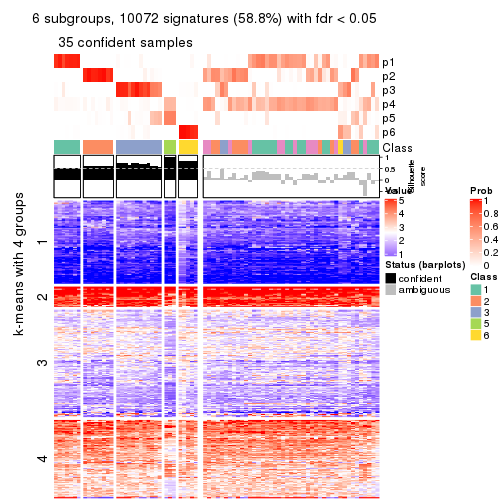 6 subgroups, 10072 signatures (58.8%) with fdr < 0.05
35 confident samples
p1
p2
p3
p4
p5
p6
Class
1
0.5
0
Silhouette
score
k-means with 4 groups
1
2
3
4
Value
5
4
3
2
1
Status (barplots)
confident
ambiguous
Prob
1
0.8
0.6
0.4
0.2
0
Class
1
2
3
5
6